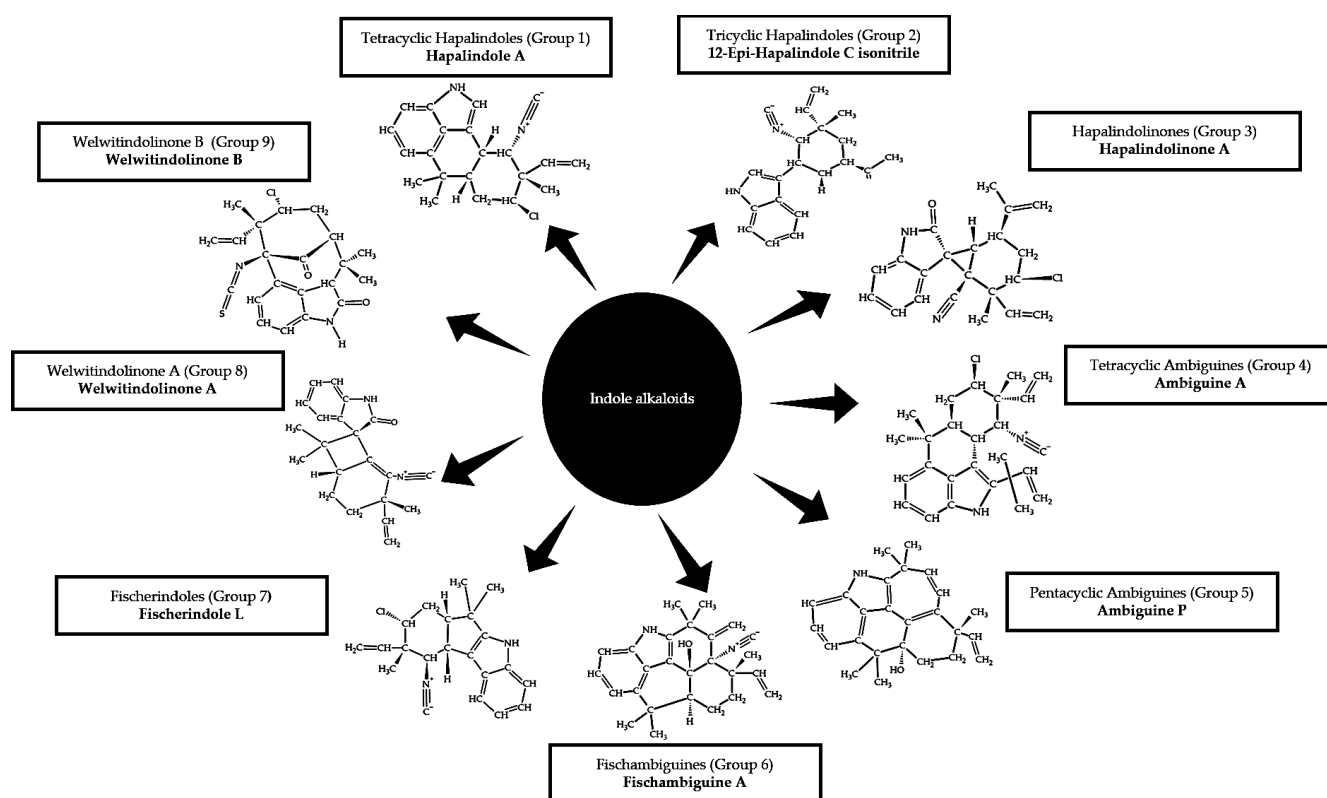 Tetracyclic Hapalindoles (Group 1)
Hapalindole A
Tricyclic Hapalindoles (Group 2)
12-Epi-Hapalindole C isonitrile
Hapalindolinones (Group 3)
Hapalindolinone A
Tetracyclic Ambiguines (Group 4)
Ambiguine A
Pentacyclic Ambiguines (Group 5)
Ambiguine P
Fischambiguines (Group 6)
Fischambiguine A
Fischerindoles (Group 7)
Fischerindole L
Welwitindolinone A (Group 8)
Welwitindolinone A
Welwitindolinone B (Group 9)
Welwitindolinone B
Indole alkaloids